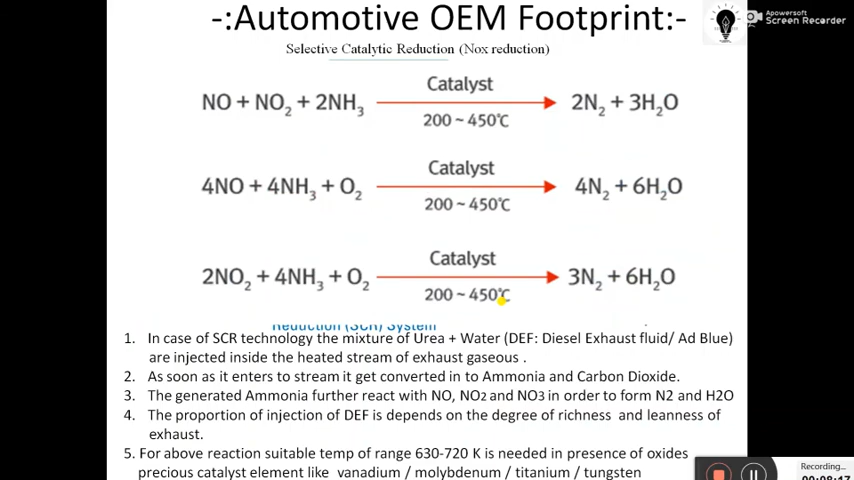 -:Automotive OEM Footprint:-
Apowersoft
Screen Recorder
Selective Catalytic Reduction (Nox reduction)
Catalyst
NO + NO₂ + 2NH₃ → 2N₂ + 3H₂O
200 ~ 450℃
Catalyst
4NO + 4NH₃ + O₂ → 4N₂ + 6H₂O
200 ~ 450℃
Catalyst
2NO₂ + 4NH₃ + O₂ → 3N₂ + 6H₂O
200 ~ 450℃
Reduction (SCR) System
1. In case of SCR technology the mixture of Urea + Water (DEF: Diesel Exhaust fluid/ Ad Blue)
are injected inside the heated stream of exhaust gaseous .
2. As soon as it enters to stream it get converted in to Ammonia and Carbon Dioxide.
3. The generated Ammonia further react with NO, NO2 and NO3 in order to form N2 and H2O
4. The proportion of injection of DEF is depends on the degree of richness and leanness of
exhaust.
5. For above reaction suitable temp of range 630-720 K is needed in presence of oxides
precious catalyst element like vanadium / molybdenum / titanium / tungsten
Recording...
00:08:17